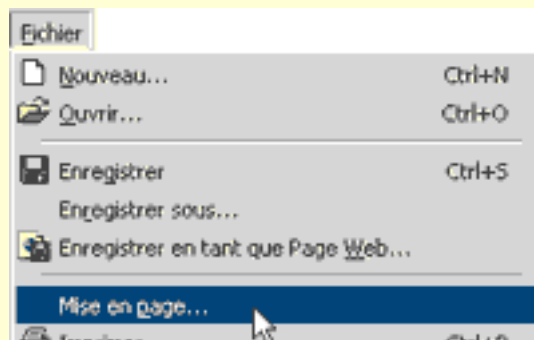 Fichier
Nouveau... Ctrl+N
Ouvrir... Ctrl+O
Enregistrer Ctrl+S
Enregistrer sous...
Enregistrer en tant que Page Web...
Mise en page...